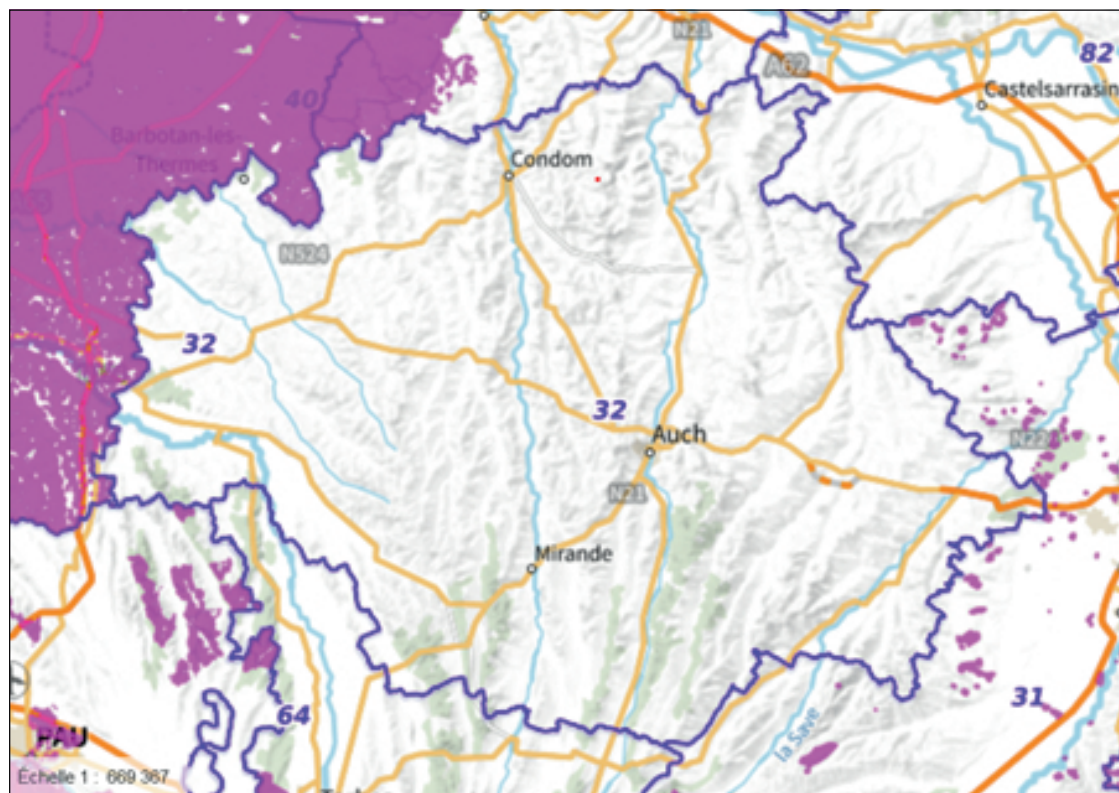 N21
A62
82
40
Castelsarrasin
Barbotan-les-
Thermes
Condom
A65
N524
32
32
Auch
N21
Mirande
64
31
la Save
PAU
Échelle 1 : 669 367